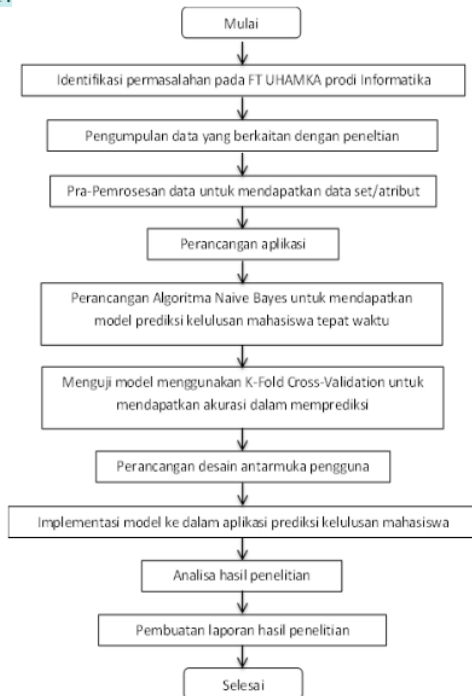 Mulai
Identifikasi permasalahan pada FT UHAMKA prodi Informatika
Pengumpulan data yang berkaitan dengan peneltian
Pra-Pemrosesan data untuk mendapatkan data set/atribut
Perancangan aplikasi
Perancangan Algoritma Naive Bayes untuk mendapatkan
model prediksi kelulusan mahasiswa tepat waktu
Menguji model menggunakan K-Fold Cross-Validation untuk
mendapatkan akurasi dalam memprediksi
Perancangan desain antarmuka pengguna
Implementasi model ke dalam aplikasi prediksi kelulusan mahasiswa
Analisa hasil penelitian
Pembuatan laporan hasil penelitian
Selesai